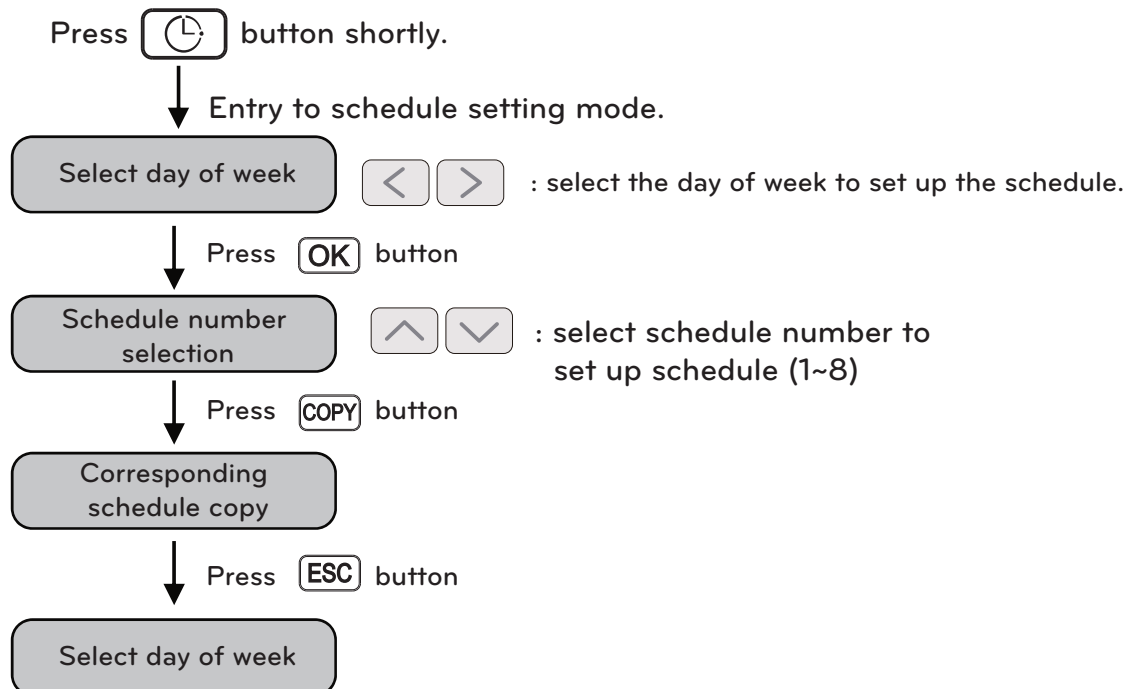 Press button shortly.
Entry to schedule setting mode.
Select day of week : select the day of week to set up the schedule.
Press OK button
Schedule number
selection
: select schedule number to
set up schedule (1~8)
Press COPY button
Corresponding
schedule copy
Press ESC button
Select day of week